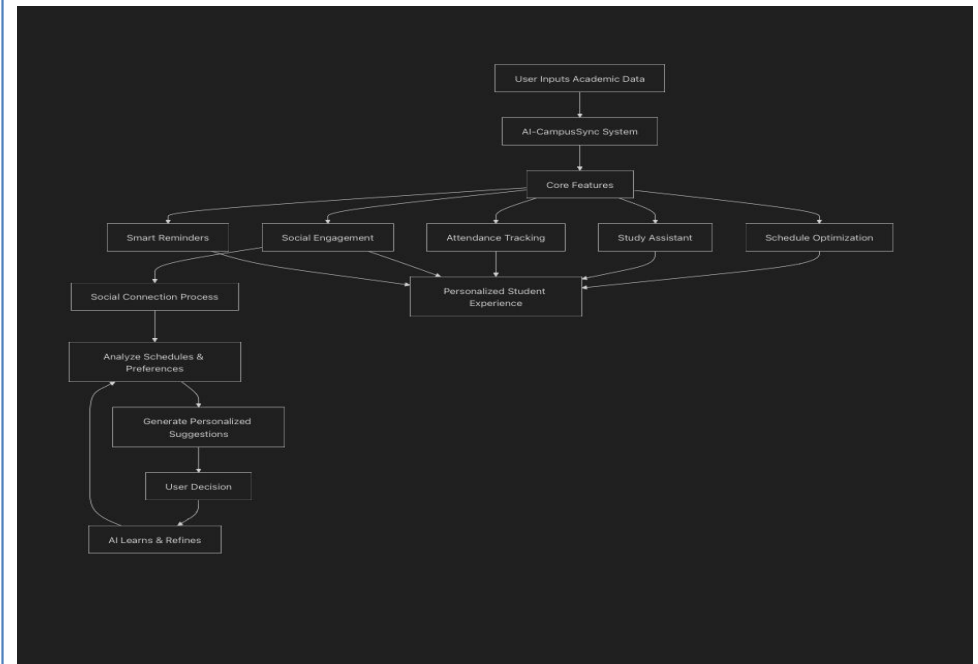 User Inputs Academic Data
AI-CampusSync System
Core Features
Smart Reminders
Social Engagement
Attendance Tracking
Study Assistant
Schedule Optimization
Social Connection Process
Personalized Student
Experience
Analyze Schedules &
Preferences
Generate Personalized
Suggestions
User Decision
AI Learns & Refines